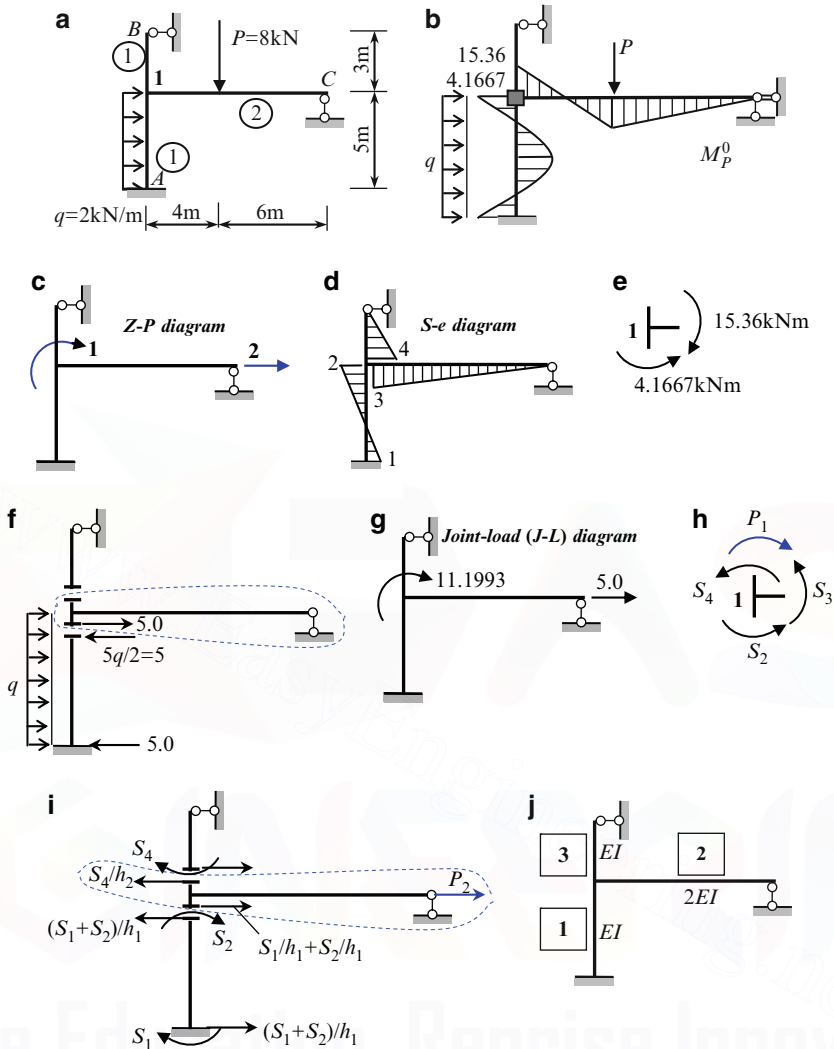 a
B
1
P=8kN
1
C
2
3m
5m
1
A
q=2kN/m
4m
6m
b
15.36
4.1667
P
q
M_P^0
c
Z-P diagram
1
2
d
S-e diagram
2
4
3
1
e
1
15.36kNm
4.1667kNm
f
5.0
5q/2=5
q
5.0
g
Joint-load (J-L) diagram
11.1993
5.0
h
P_1
S_4
1
S_3
S_2
i
S_4
S_4/h_2
P_2
(S_1+S_2)/h_1
S_2
S_1/h_1+S_2/h_1
S_1
(S_1+S_2)/h_1
j
3
EI
2
2EI
1
EI